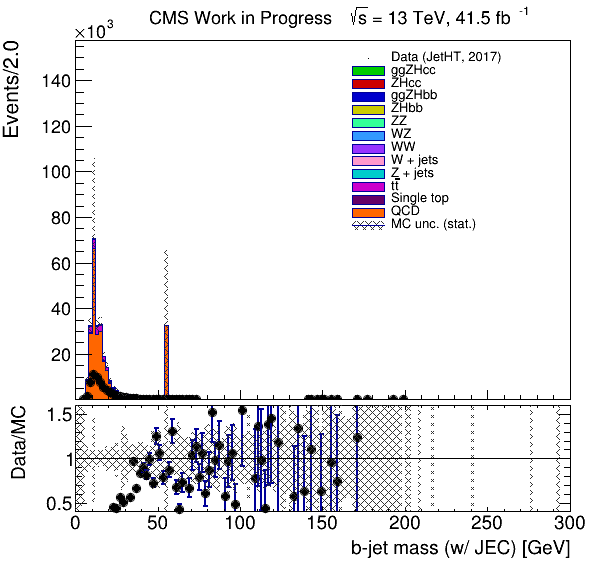 CMS Work in Progress √s = 13 TeV, 41.5 fb⁻¹
×10³
Events/2.0
140
120
100
80
60
40
20
Data (JetHT, 2017)
ggZHcc
ZHcc
ggZHbb
ZHbb
ZZ
WZ
WW
W + jets
Z + jets
tt̅
Single top
QCD
MC unc. (stat.)
Data/MC
1.5
1
0.5
0 50 100 150 200 250 300
b-jet mass (w/ JEC) [GeV]